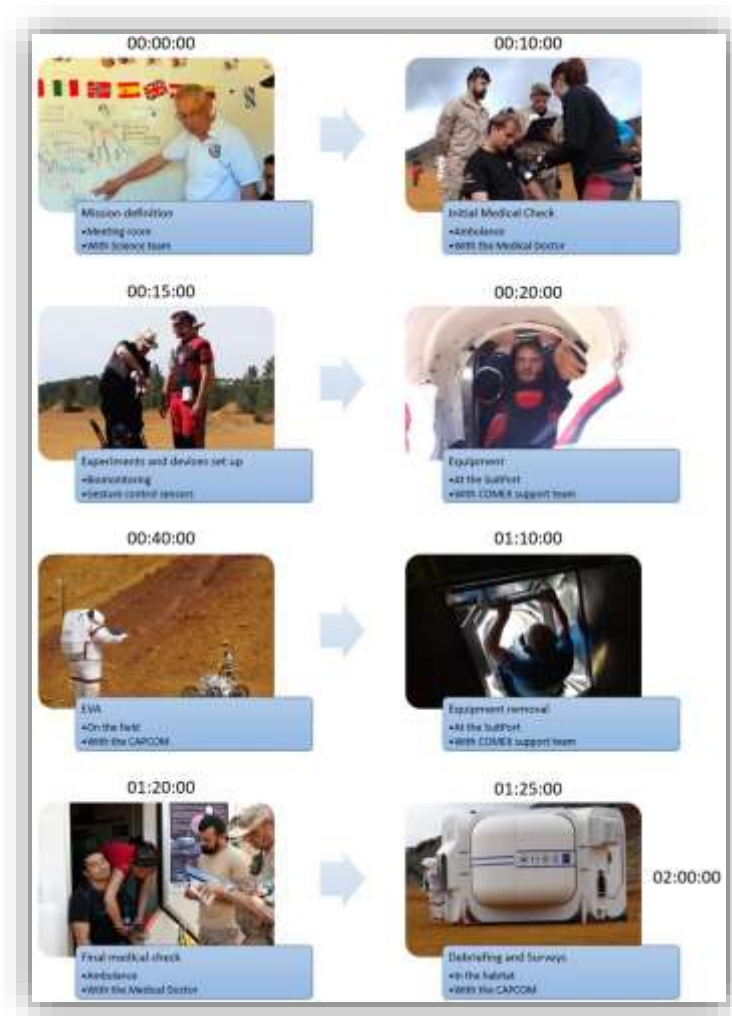 00:00:00
00:10:00
Mission definition
•Meeting room
•With Science team
Initial Medical Check
•Ambulance
•With the Medical Doctor
00:15:00
00:20:00
Experiments and devices set up
•Biomonitoring
•Gesture control sensors
Equipment
•At the SuitPort
•With COMEX support team
00:40:00
01:10:00
EVA
•On the field
•With the CAPCOM
Equipment removal
•At the SuitPort
•With COMEX support team
01:20:00
01:25:00
02:00:00
Final medical check
•Ambulance
•With the Medical Doctor
Debriefing and Surveys
•In the habitat
•With the CAPCOM